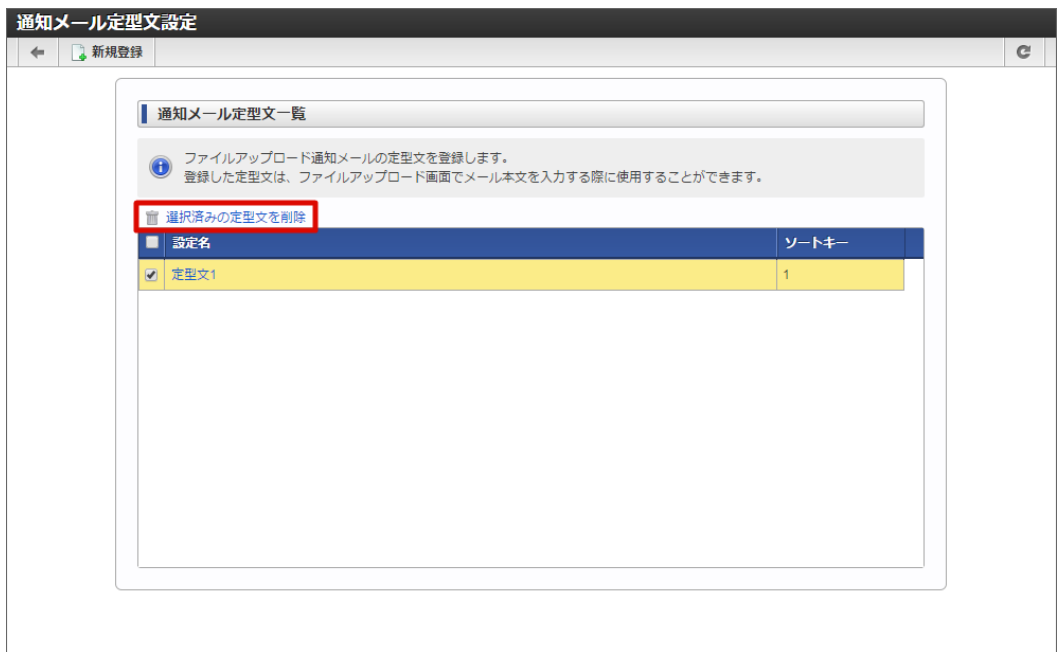 通知メール定型文設定
新規登録
通知メール定型文一覧
ファイルアップロード通知メールの定型文を登録します。
登録した定型文は、ファイルアップロード画面でメール本文を入力する際に使用することができます。
選択済みの定型文を削除
設定名 ソートキー
定型文1 1